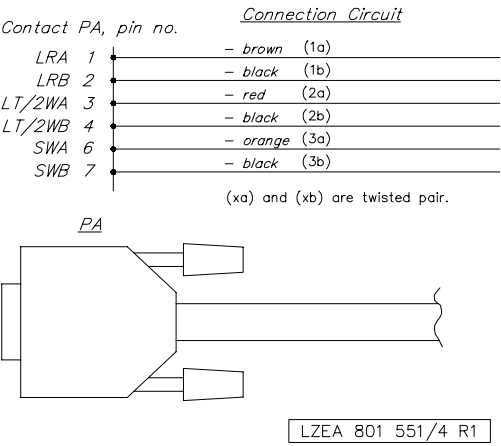 Connection Circuit
Contact PA, pin no.
LRA 1 - brown (1a)
LRB 2 - black (1b)
LT/2WA 3 - red (2a)
LT/2WB 4 - black (2b)
SWA 6 - orange (3a)
SWB 7 - black (3b)
(xa) and (xb) are twisted pair.
PA
LZEA 801 551/4 R1